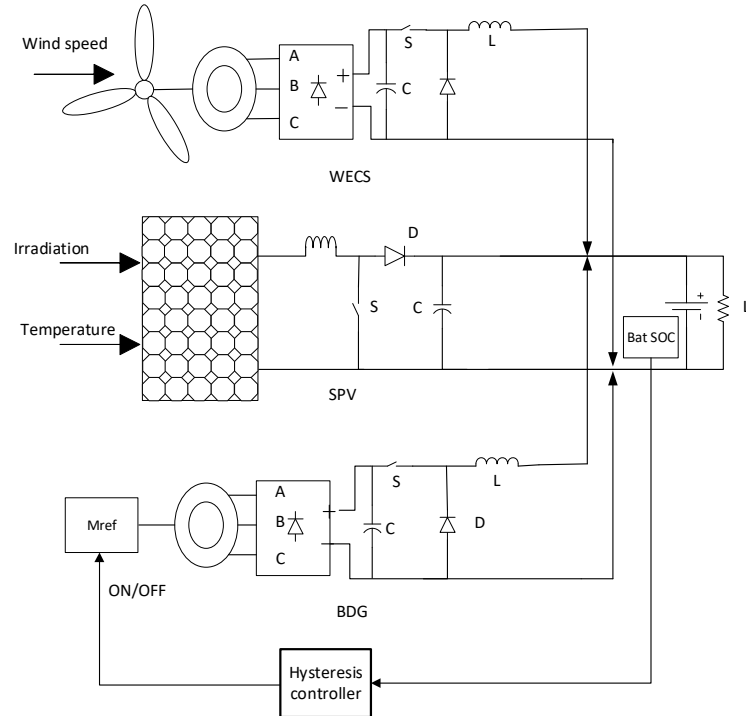 Wind speed
A
B
C
+
−
S
L
C
WECS
Irradiation
Temperature
D
S
C
+
-
L
Bat SOC
SPV
Mref
A
B
C
+
−
S
L
C
D
ON/OFF
BDG
Hysteresis
controller